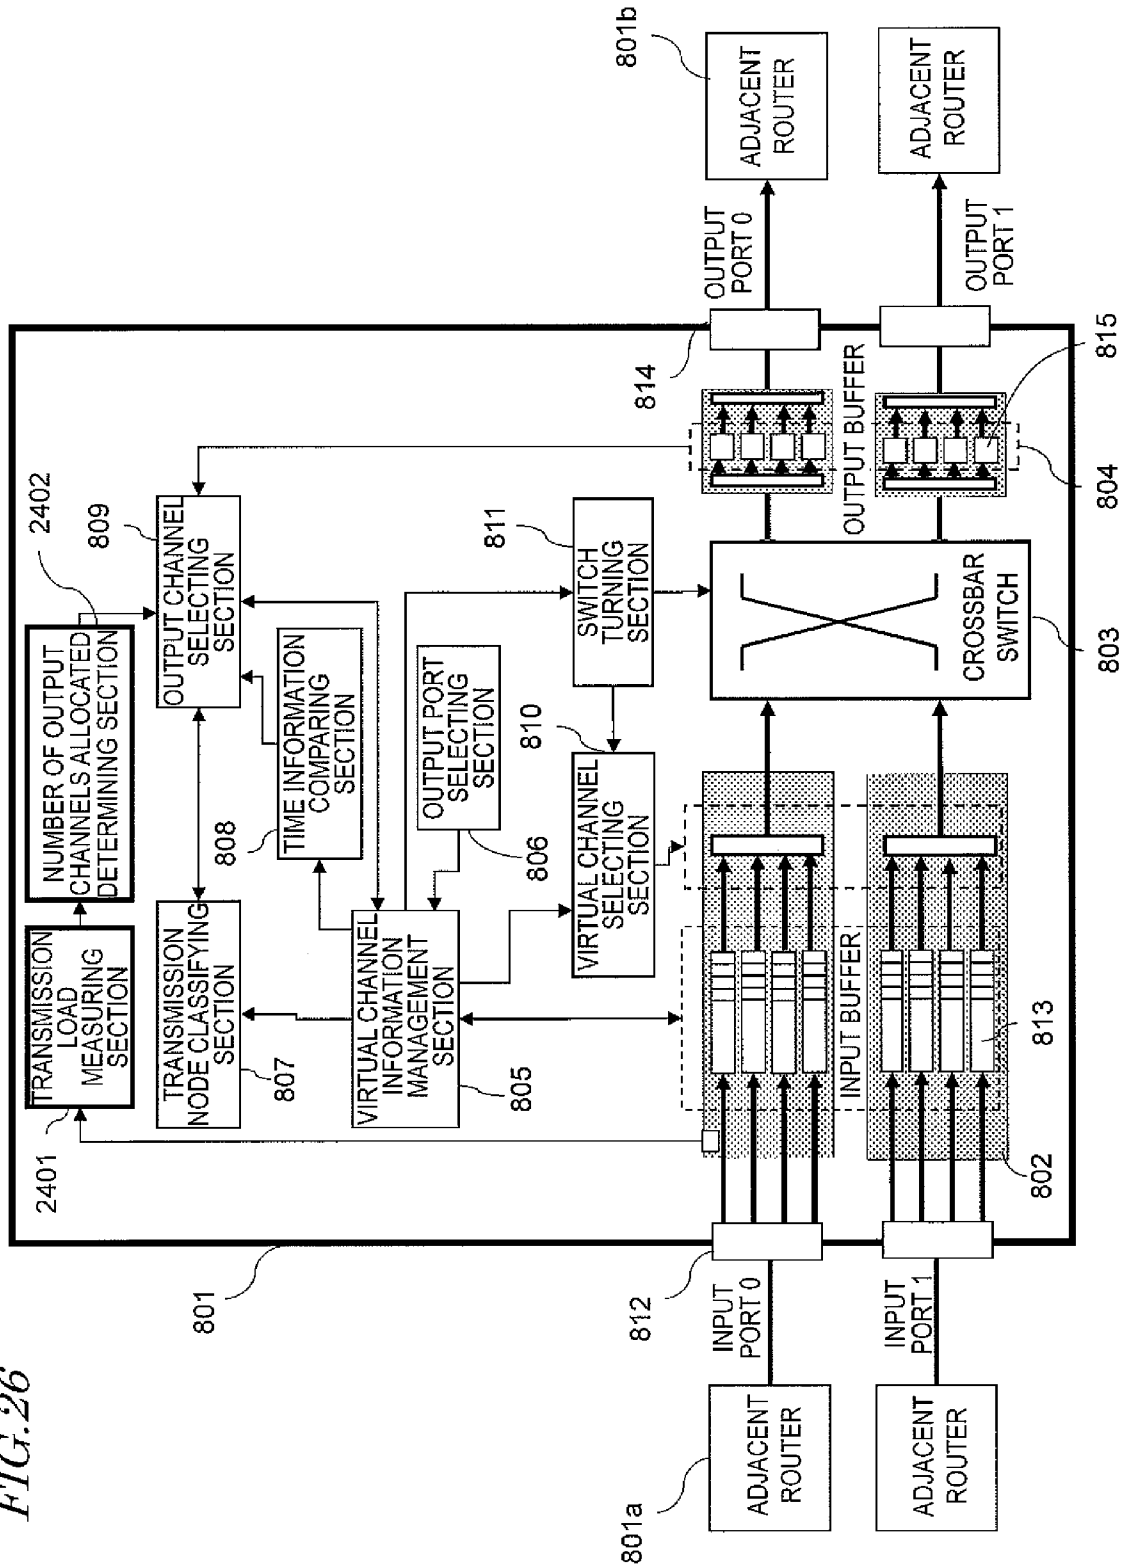 FIG.26
801
2401
TRANSMISSION
LOAD
MEASURING
SECTION
NUMBER OF OUTPUT
CHANNELS ALLOCATED
DETERMINING SECTION
2402
TRANSMISSION
NODE CLASSIFYING
SECTION
807
OUTPUT CHANNEL
SELECTING
SECTION
809
808
TIME INFORMATION
COMPARING
SECTION
VIRTUAL CHANNEL
INFORMATION
MANAGEMENT
SECTION
805
OUTPUT PORT
SELECTING
SECTION
806
VIRTUAL CHANNEL
SELECTING
SECTION
810
SWITCH
TURNING
SECTION
811
801a
ADJACENT
ROUTER
INPUT
PORT 0
812
INPUT BUFFER
CROSSBAR
SWITCH
803
OUTPUT BUFFER
814
OUTPUT
PORT 0
ADJACENT
ROUTER
801b
ADJACENT
ROUTER
INPUT
PORT 1
802
813
804
815
OUTPUT
PORT 1
ADJACENT
ROUTER